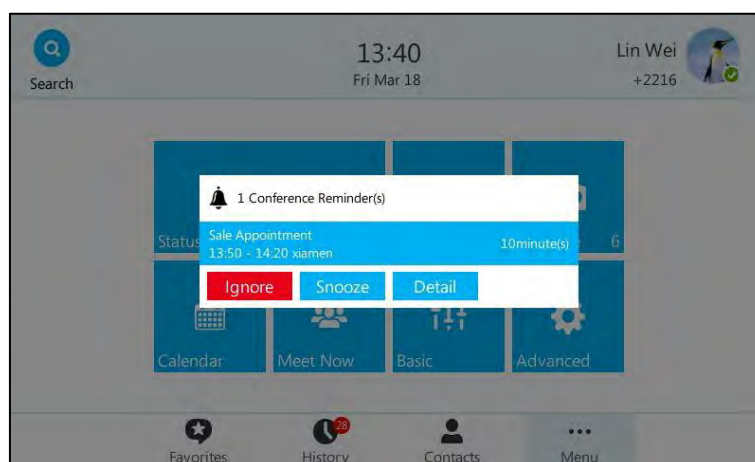 13:40
Lin Wei
Search
Fri Mar 18
+2216
1 Conference Reminder(s)
Status
Sale Appointment
10minute(s)
6
13:50 - 14:20 xiamen
Ignore
Snooze
Detail
Calendar
Meet Now
Basic
Advanced
28
Favorites
History
Contacts
Menu